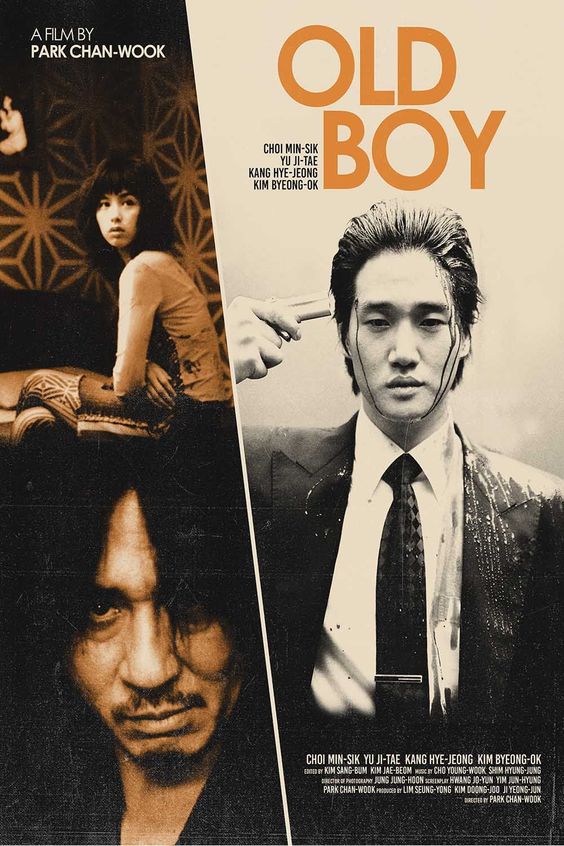 A FILM BY
PARK CHAN-WOOK
OLD
BOY
CHOI MIN-SIK
YU JI-TAE
KANG HYE-JEONG
KIM BYEONG-OK
CHOI MIN-SIK YU JI-TAE KANG HYE-JEONG KIM BYEONG-OK
EDITED BY KIM SANG-BUM KIM JAE-BEOM MUSIC BY CHO YOUNG-WOOK SHIM HYUNG-JUNG
DIRECTOR OF PHOTOGRAPHY JUNG JUNG-HOON SCREENPLAY HWANG JO-YUN YIM JUN-HYUNG
PARK CHAN-WOOK PRODUCED BY LIM SEUNG-YONG KIM DOONG-JOO JI YEONG-JUN
DIRECTED BY PARK CHAN-WOOK